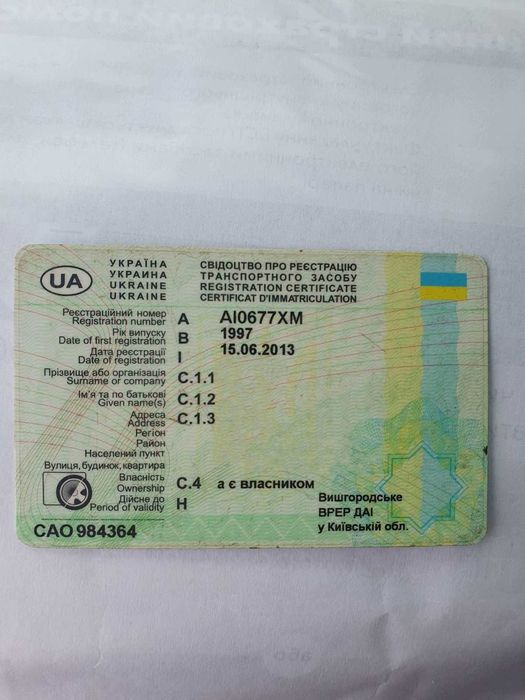 УКРАЇНА
УКРАИНА
UKRAINE
UKRAINE
UA
СВІДОЦТВО ПРО РЕЄСТРАЦІЮ
ТРАНСПОРТНОГО ЗАСОБУ
REGISTRATION CERTIFICATE
CERTIFICAT D'IMMATRICULATION
Реєстраційний номер
Registration number A АІ0677ХМ
Рік випуску
Date of first registration B 1997
Дата реєстрації
Date of registration I 15.06.2013
Прізвище або організація
Surname or company C.1.1
Ім'я та по батькові
Given name(s) C.1.2
Адреса
Address C.1.3
Регіон
Район
Населений пункт
Вулиця, будинок, квартира
Власність
Ownership C.4 а є власником
Дійсне до
Period of validity H
Вишгородське
ВРЕР ДАІ
у Київській обл.
САО 984364
або